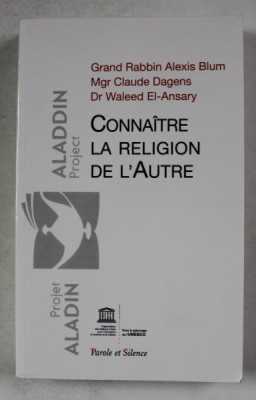 Grand Rabbin Alexis Blum
Mgr Claude Dagens
Dr Waleed El-Ansary
CONNAÎTRE
LA RELIGION
DE L'AUTRE
ALADDIN
Project
Projet
ALADIN
Parole et Silence